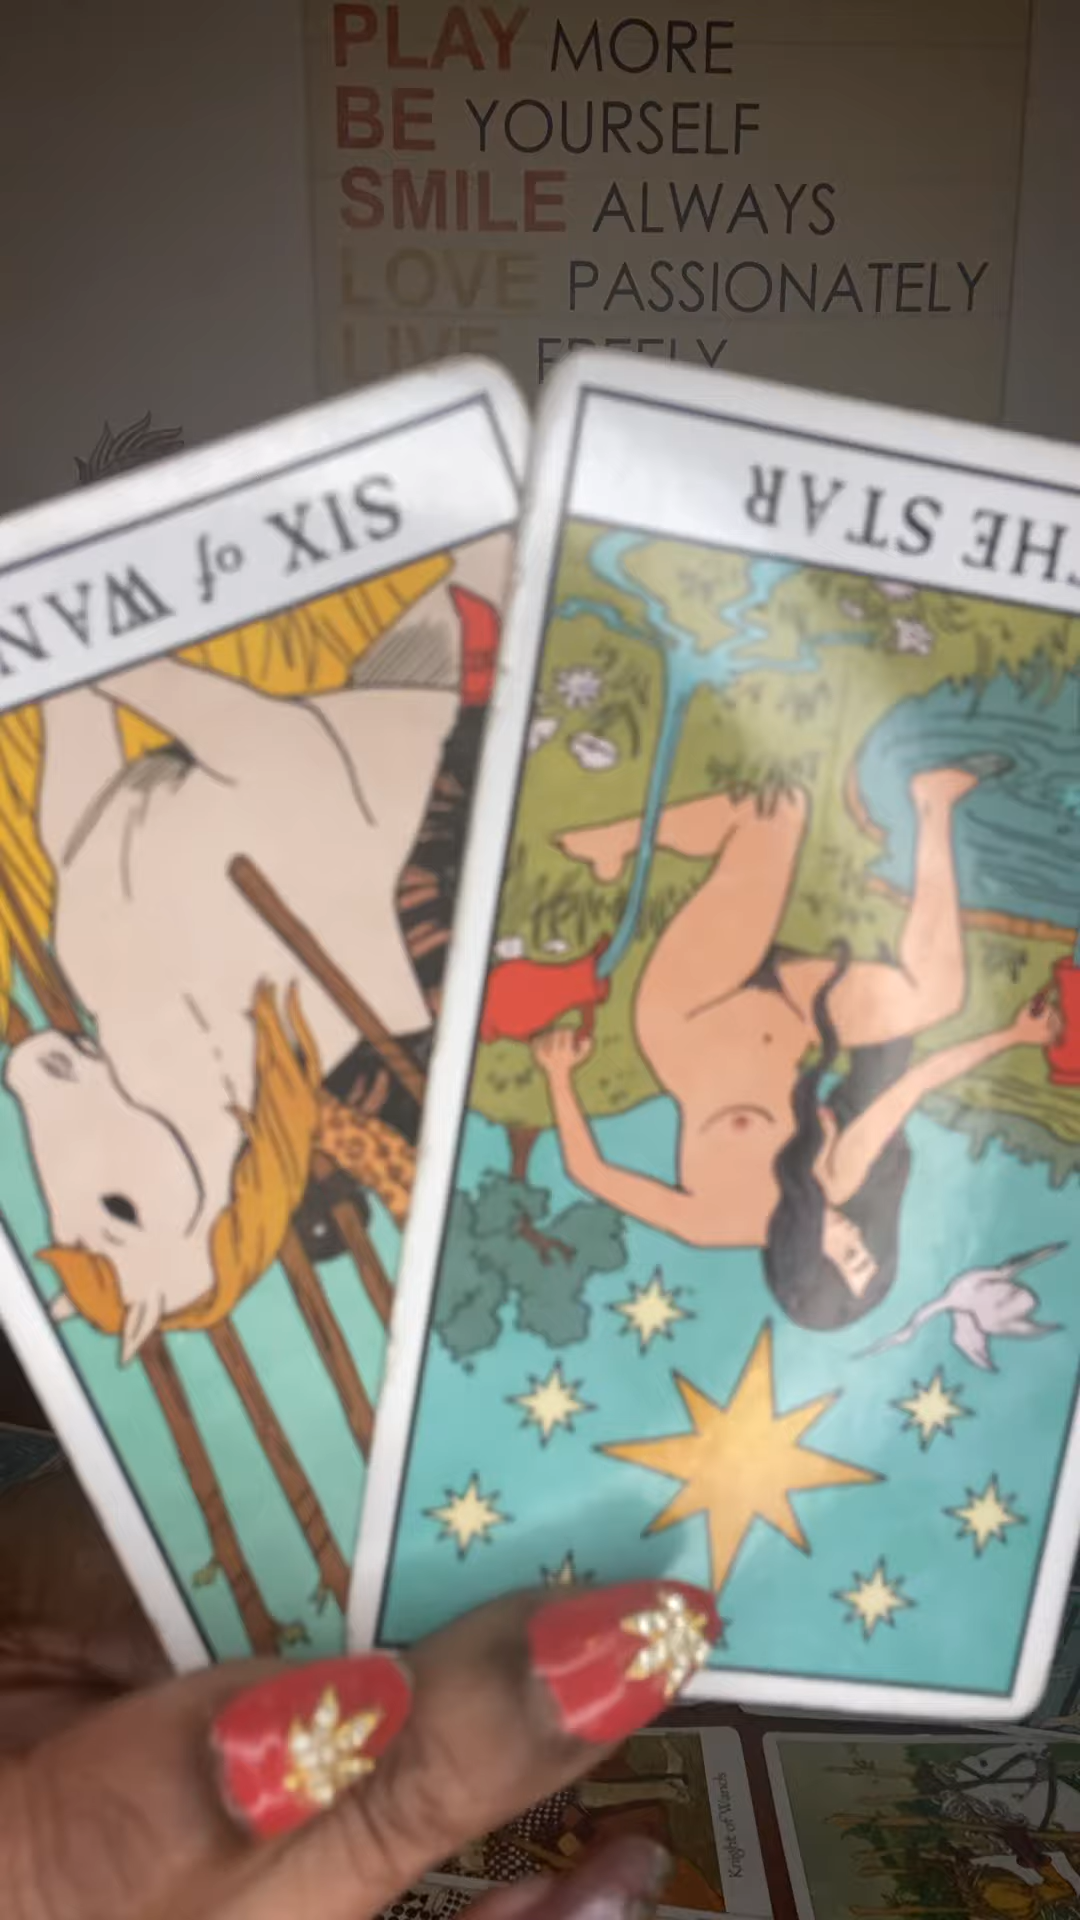 PLAY MORE
BE YOURSELF
SMILE ALWAYS
LOVE PASSIONATELY
LIVE FREELY
SIX of WAN
THE STAR
Knight of Wands